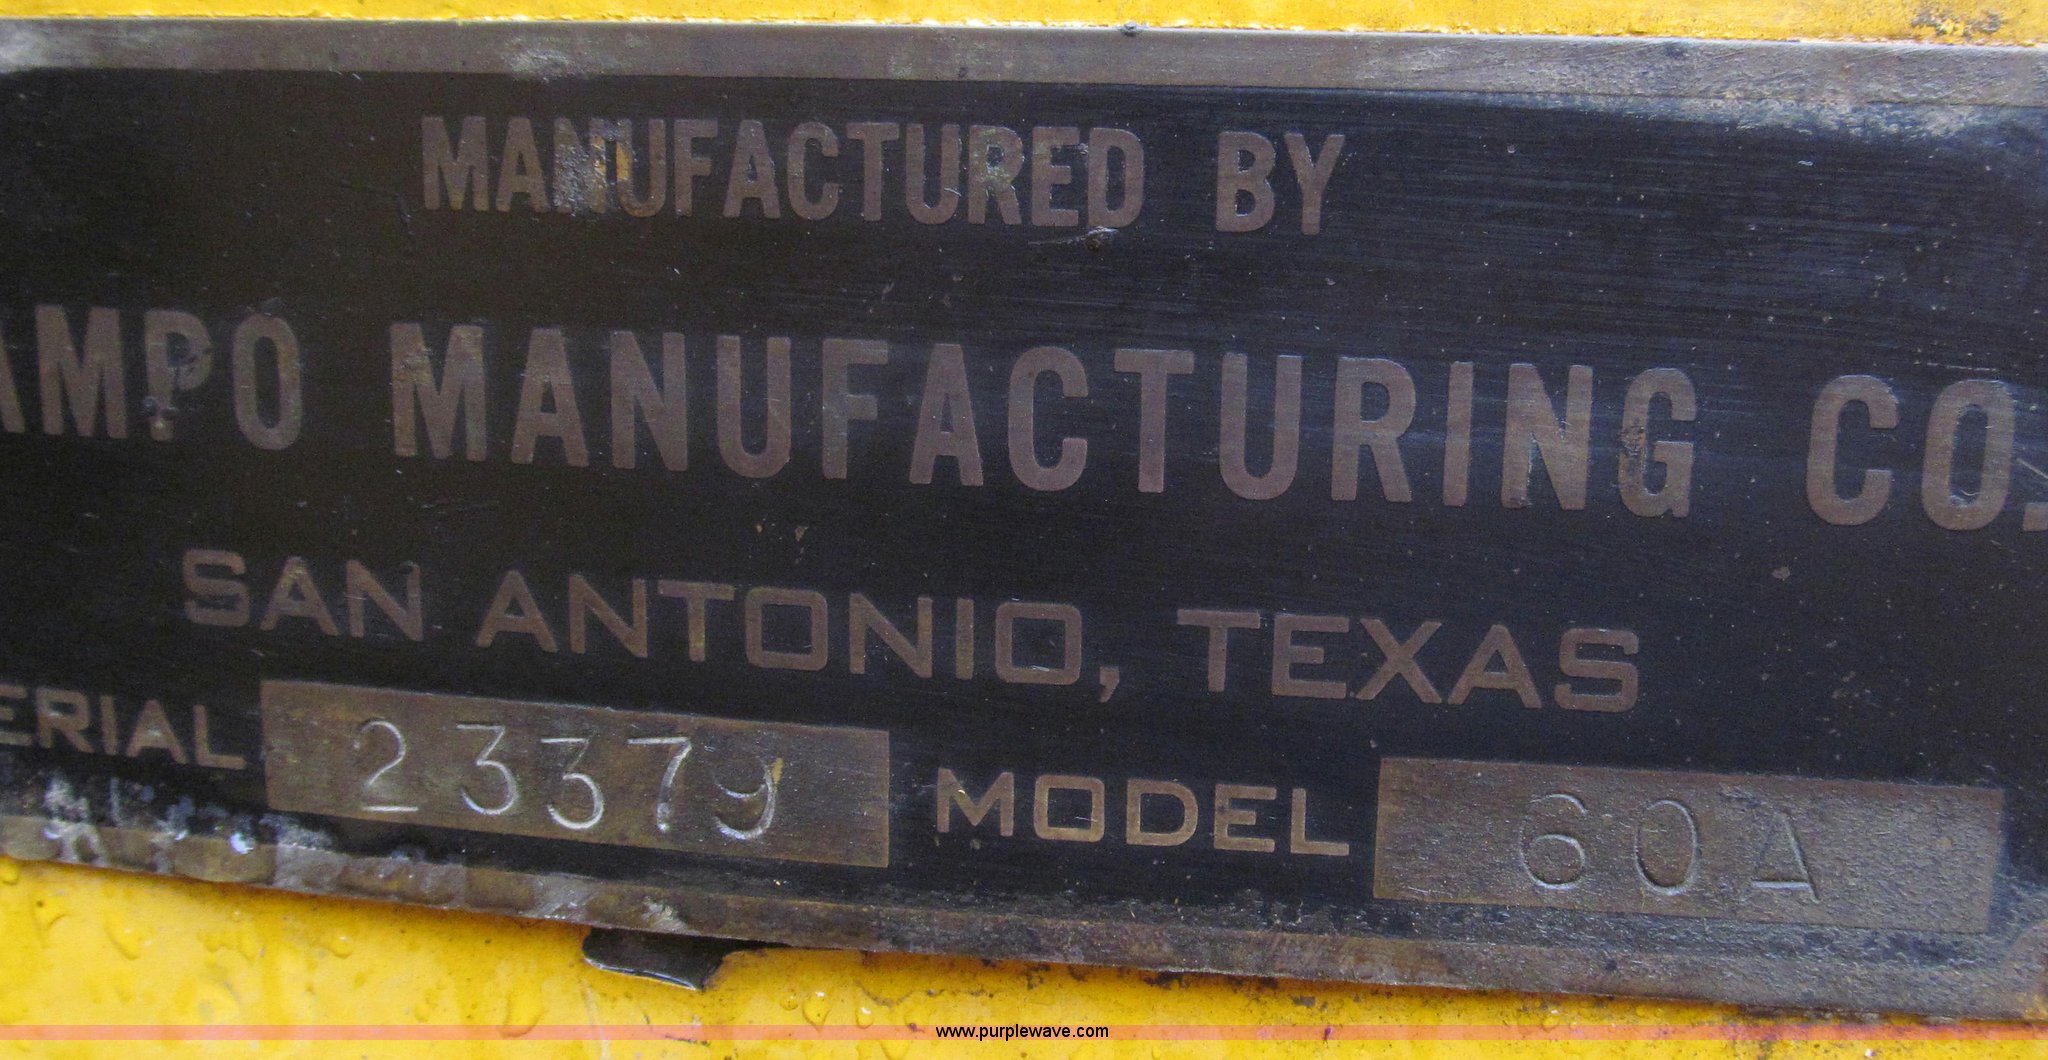 MANUFACTURED BY
AMPO MANUFACTURING CO.
SAN ANTONIO, TEXAS
ERIAL 23379 MODEL 60A
www.purplewave.com